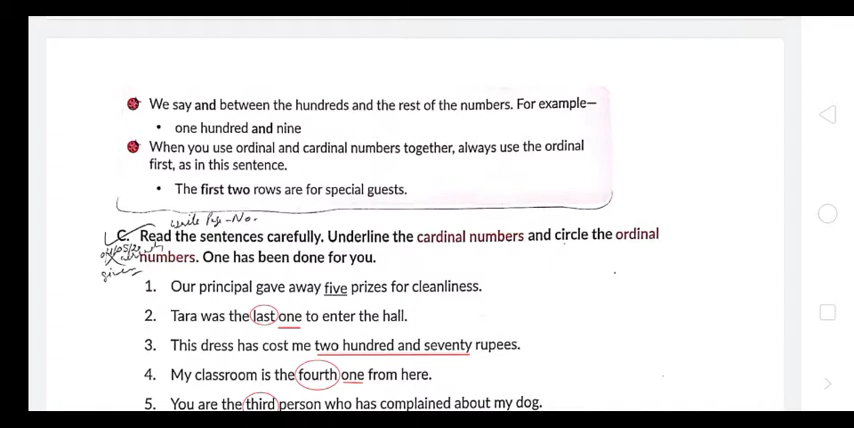 We say and between the hundreds and the rest of the numbers. For example—
• one hundred and nine
When you use ordinal and cardinal numbers together, always use the ordinal
first, as in this sentence.
• The first two rows are for special guests.
write Pg-No.
C. Read the sentences carefully. Underline the cardinal numbers and circle the ordinal
numbers. One has been done for you.
1. Our principal gave away five prizes for cleanliness.
2. Tara was the last one to enter the hall.
3. This dress has cost me two hundred and seventy rupees.
4. My classroom is the fourth one from here.
5. You are the third person who has complained about my dog.